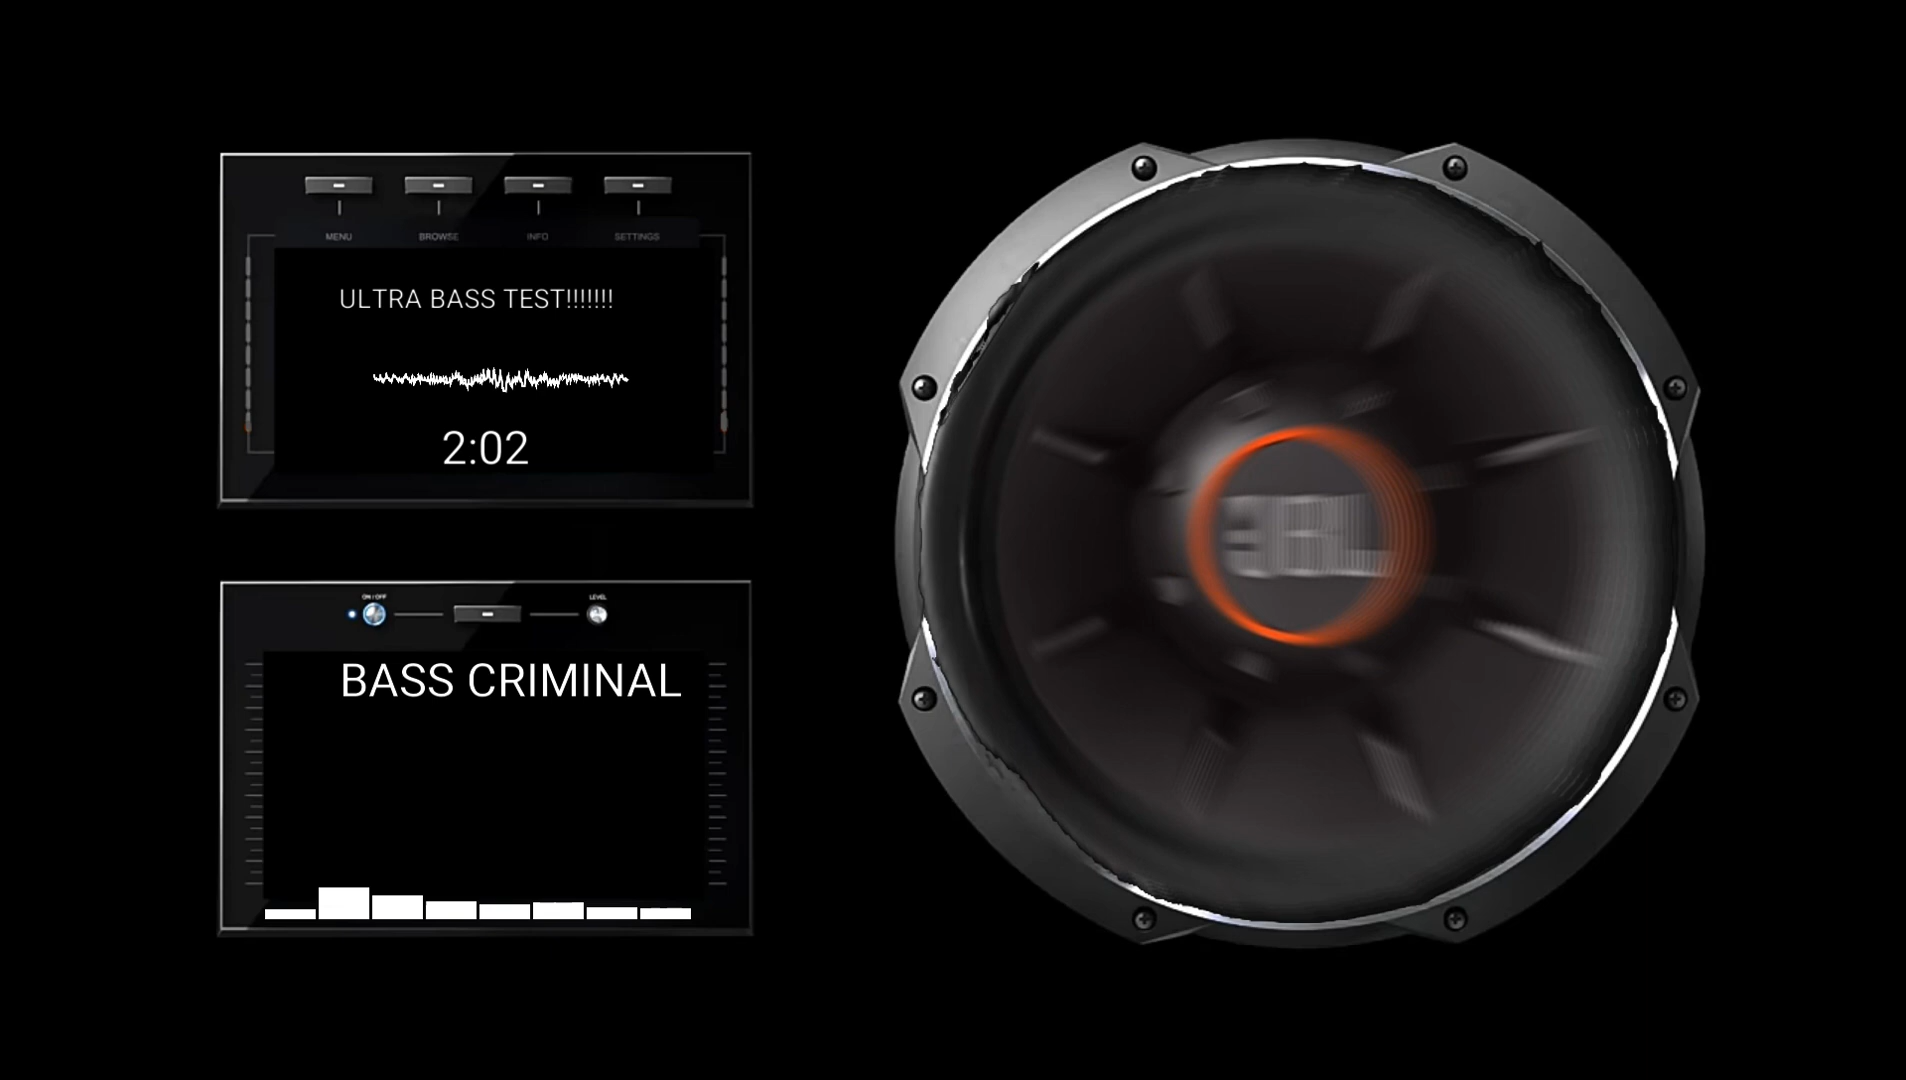 MENU BROWSE INFO SETTINGS
ULTRA BASS TEST!!!!!!!
2:02
ON / OFF LEVEL
BASS CRIMINAL